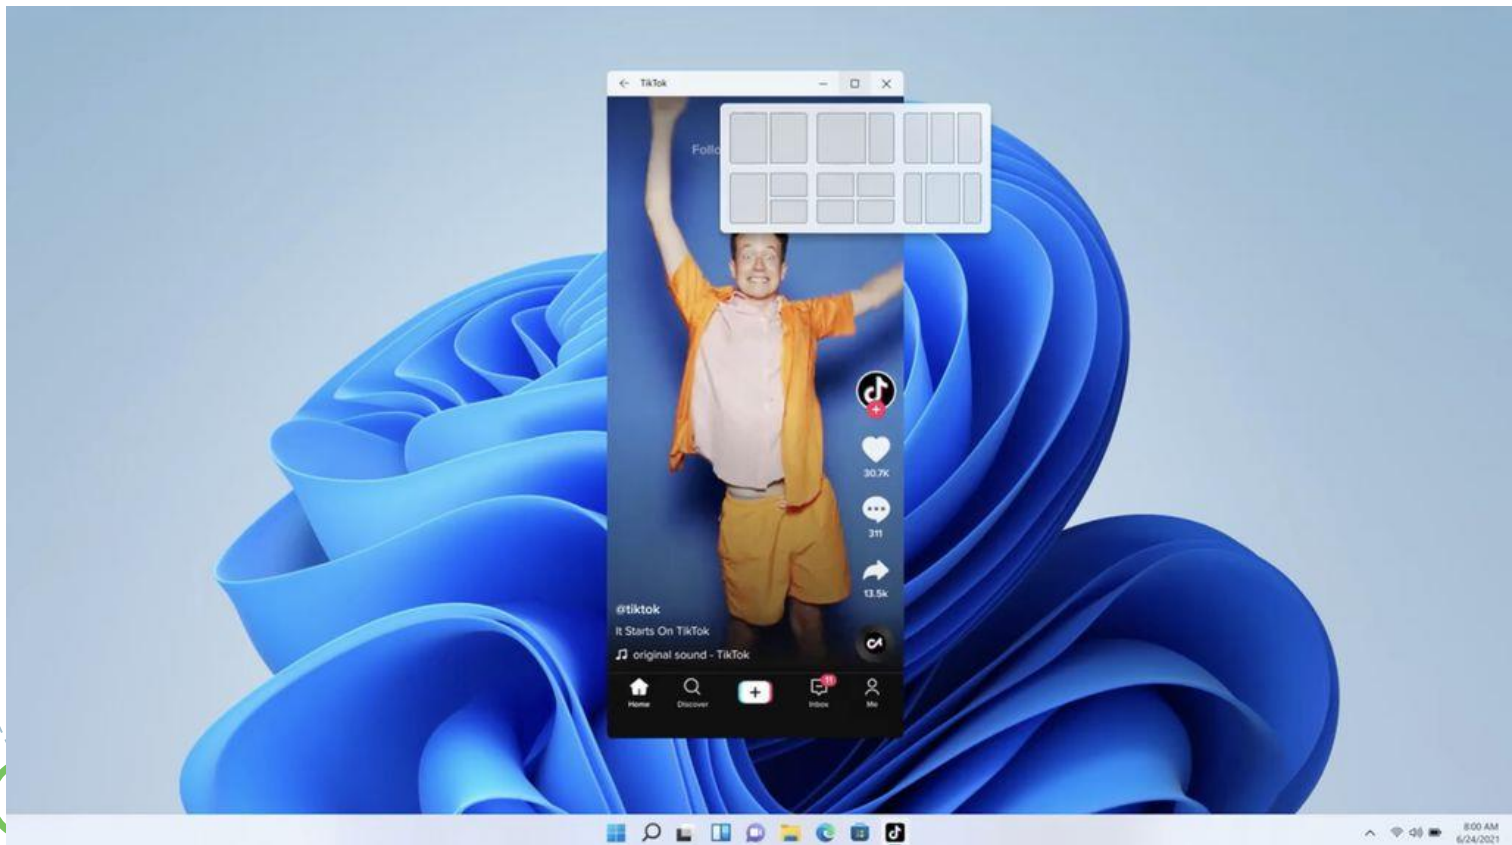 TikTok
Follo
30.7K
311
13.5k
@tiktok
It Starts On TikTok
original sound - TikTok
11
Home
Discover
Inbox
Me
8:00 AM
6/24/2021